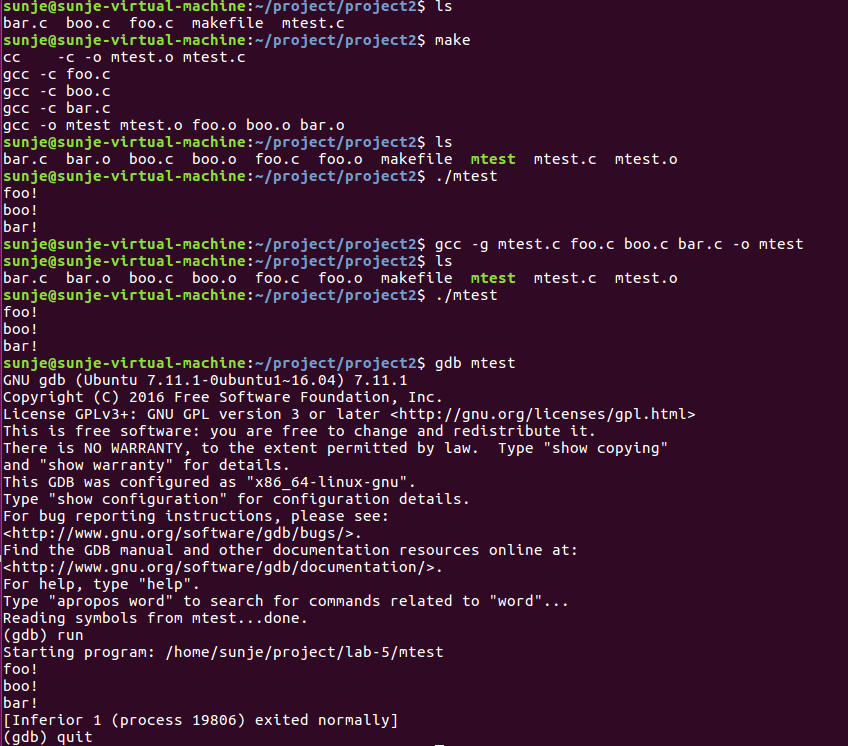 sunje@sunje-virtual-machine:~/project/project2$ ls
bar.c  boo.c  foo.c  makefile  mtest.c
sunje@sunje-virtual-machine:~/project/project2$ make
cc    -c -o mtest.o mtest.c
gcc -c foo.c
gcc -c boo.c
gcc -c bar.c
gcc -o mtest mtest.o foo.o boo.o bar.o
sunje@sunje-virtual-machine:~/project/project2$ ls
bar.c  bar.o  boo.c  boo.o  foo.c  foo.o  makefile  mtest  mtest.c  mtest.o
sunje@sunje-virtual-machine:~/project/project2$ ./mtest
foo!
boo!
bar!
sunje@sunje-virtual-machine:~/project/project2$ gcc -g mtest.c foo.c boo.c bar.c -o mtest
sunje@sunje-virtual-machine:~/project/project2$ ls
bar.c  bar.o  boo.c  boo.o  foo.c  foo.o  makefile  mtest  mtest.c  mtest.o
sunje@sunje-virtual-machine:~/project/project2$ ./mtest
foo!
boo!
bar!
sunje@sunje-virtual-machine:~/project/project2$ gdb mtest
GNU gdb (Ubuntu 7.11.1-0ubuntu1~16.04) 7.11.1
Copyright (C) 2016 Free Software Foundation, Inc.
License GPLv3+: GNU GPL version 3 or later <http://gnu.org/licenses/gpl.html>
This is free software: you are free to change and redistribute it.
There is NO WARRANTY, to the extent permitted by law.  Type "show copying"
and "show warranty" for details.
This GDB was configured as "x86_64-linux-gnu".
Type "show configuration" for configuration details.
For bug reporting instructions, please see:
<http://www.gnu.org/software/gdb/bugs/>.
Find the GDB manual and other documentation resources online at:
<http://www.gnu.org/software/gdb/documentation/>.
For help, type "help".
Type "apropos word" to search for commands related to "word"...
Reading symbols from mtest...done.
(gdb) run
Starting program: /home/sunje/project/lab-5/mtest
foo!
boo!
bar!
[Inferior 1 (process 19806) exited normally]
(gdb) quit